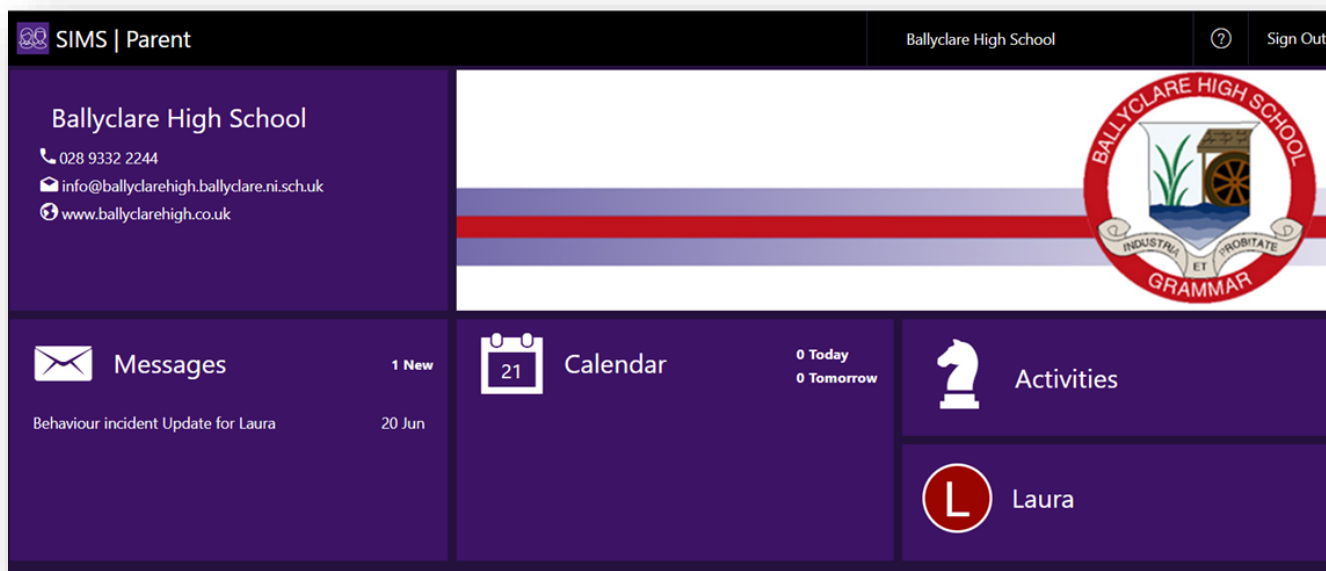 SIMS | Parent
Ballyclare High School
?
Sign Out
Ballyclare High School
028 9332 2244
info@ballyclarehigh.ballyclare.ni.sch.uk
www.ballyclarehigh.co.uk
BALLYCLARE HIGH SCHOOL
INDUSTRIA ET PROBITATE
GRAMMAR
Messages
1 New
Behaviour incident Update for Laura
20 Jun
21
Calendar
0 Today
0 Tomorrow
Activities
L
Laura